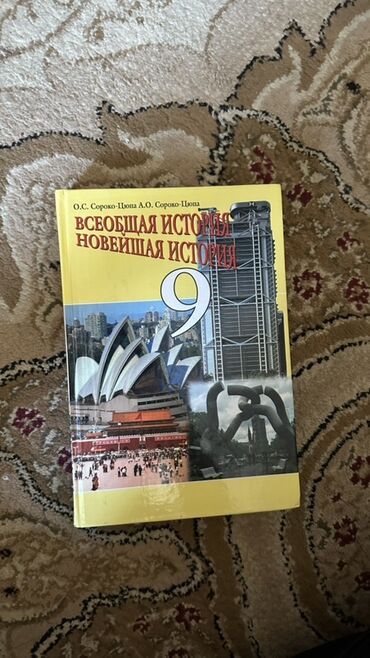 О.С. Сороко-Цюпа А.О. Сороко-Цюпа
ВСЕОБЩАЯ ИСТОРИЯ
НОВЕЙШАЯ ИСТОРИЯ
9